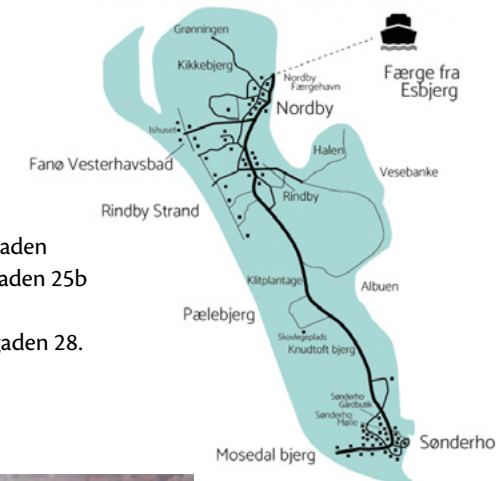 Grønningen
Kikkebjerg
Nordby
Færgehavn
Færge fra
Esbjerg
Nordby
Ishuset
Halen
Fanø Vesterhavsbad
Vesebanke
Rindby
Rindby Strand
aden
aden 25b
Klitplantage
Albuen
Pælebjerg
Skovlegeplads
Knudtoft bjerg
gaden 28.
Sønderho
Gårdbutik
Sønderho
Mølle
Sønderho
Mosedal bjerg